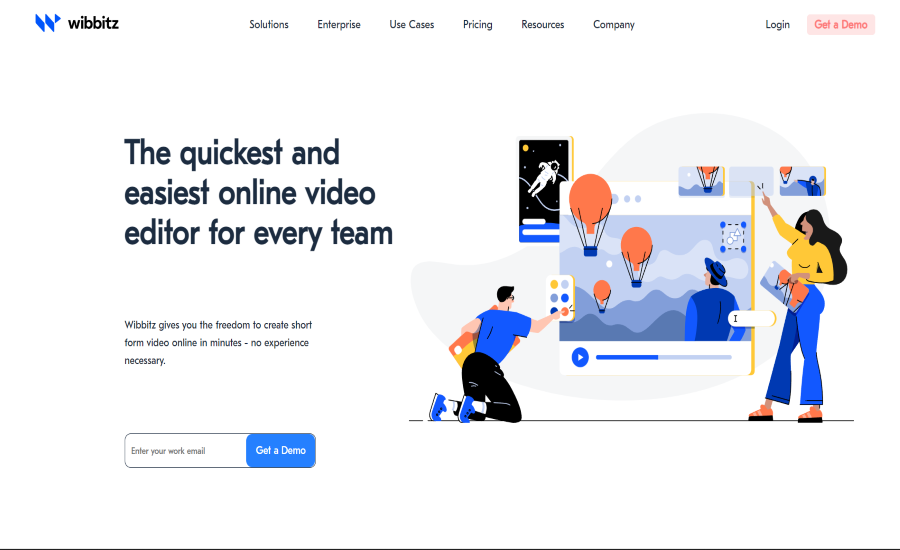 wibbitz
Solutions
Enterprise
Use Cases
Pricing
Resources
Company
Login
Get a Demo
The quickest and
easiest online video
editor for every team
Wibbitz gives you the freedom to create short
form video online in minutes - no experience
necessary.
Enter your work email
Get a Demo